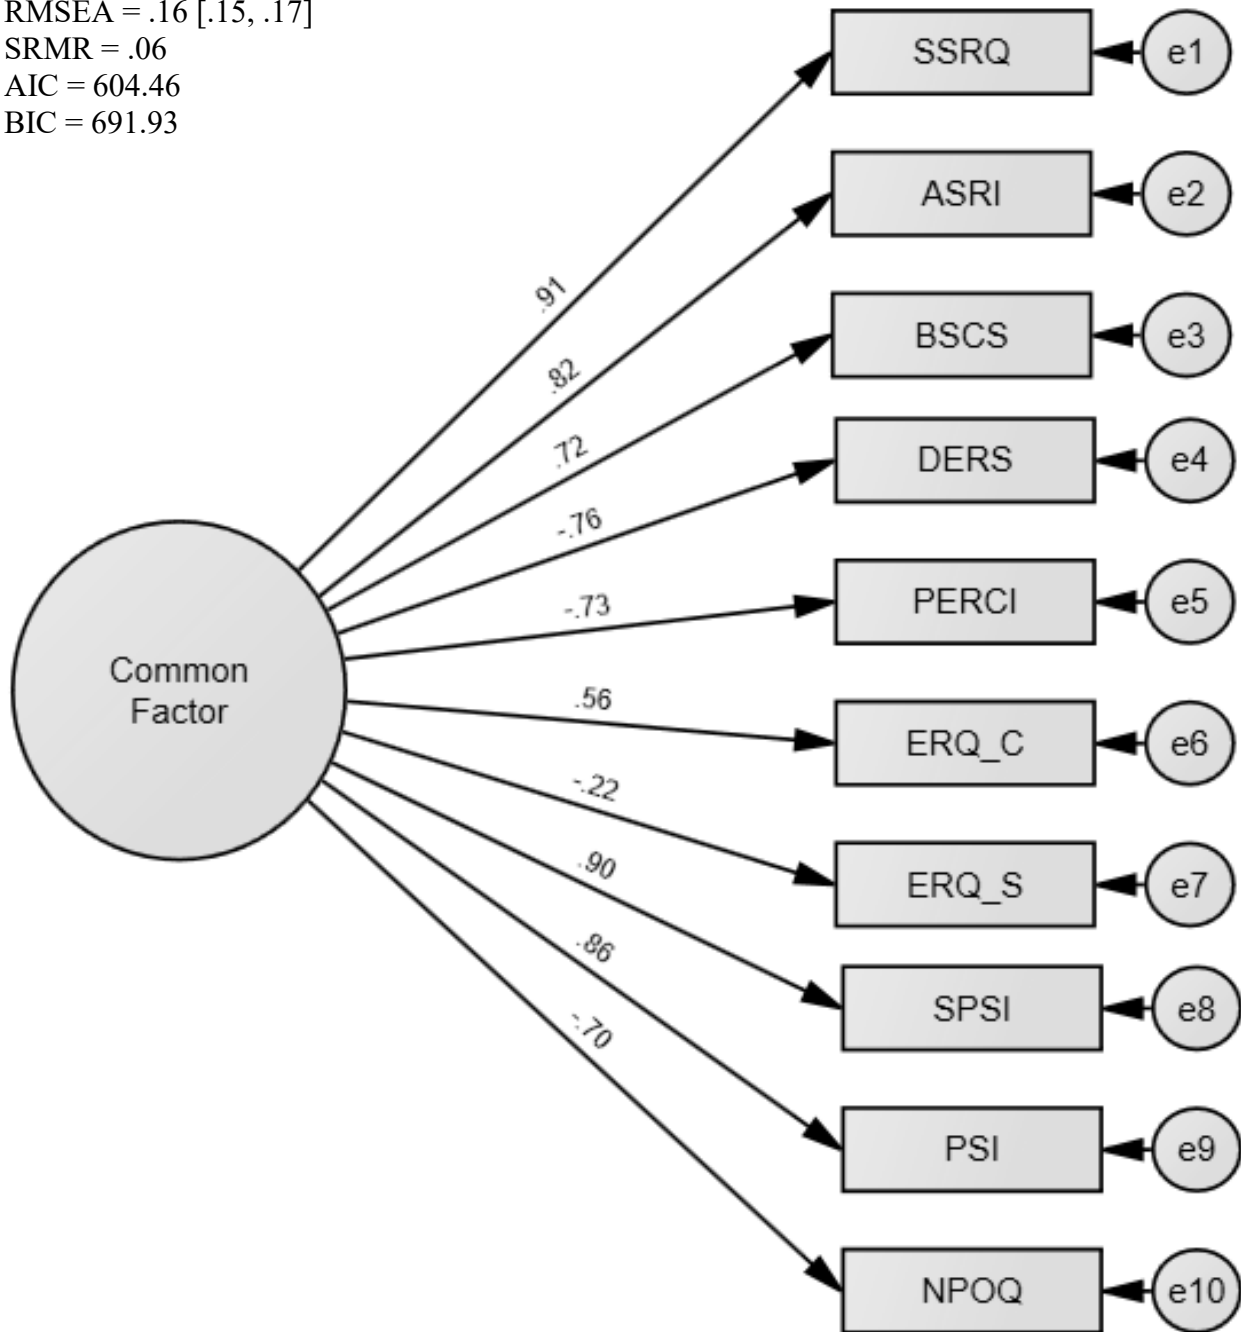 RMSEA = .16 [.15, .17]
SRMR = .06
AIC = 604.46
BIC = 691.93
SSRQ
e1
ASRI
e2
.91
BSCS
e3
.82
.72
DERS
e4
-.76
PERCI
e5
-.73
Common
Factor
.56
ERQ_C
e6
-.22
ERQ_S
e7
.90
SPSI
e8
.86
-.70
PSI
e9
NPOQ
e10